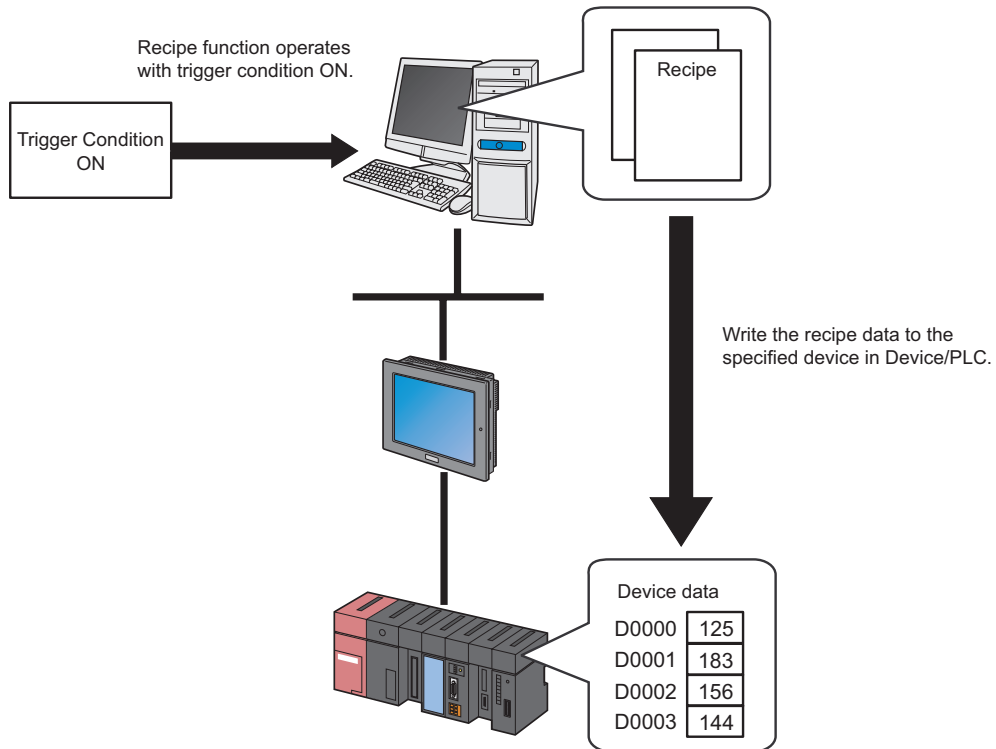 Recipe function operates
with trigger condition ON.
Recipe
Trigger Condition
ON
Write the recipe data to the
specified device in Device/PLC.
Device data
D0000 125
D0001 183
D0002 156
D0003 144